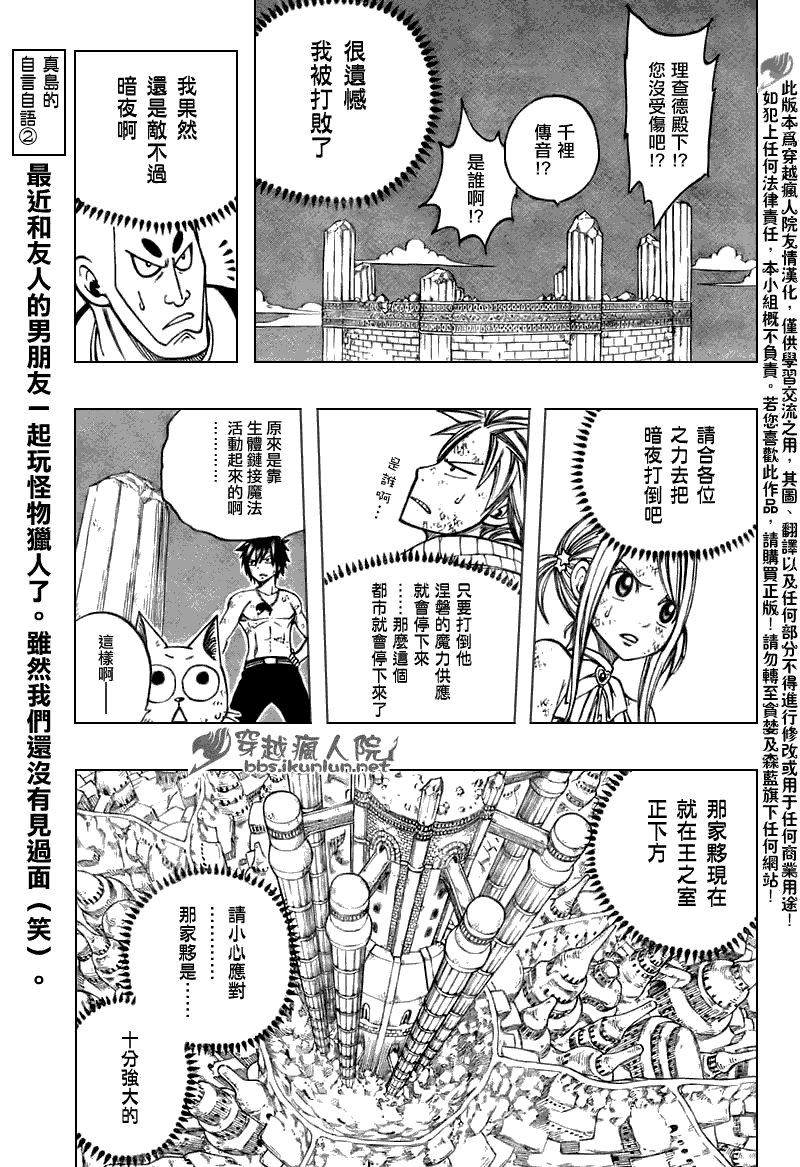 此版本爲穿越瘋人院友情漢化，僅供學習交流之用，其圖、翻譯以及任何部分不得進行修改或用于任何商業用途！
如犯上任何法律責任，本小組概不負責。若您喜歡此作品，請購買正版！請勿轉至貪婪及森藍旗下任何網站！
理查德殿下!?
您沒受傷吧!?
千裡
傳音!?
是誰啊!?
很遺憾
我被打敗了
我果然
還是敵不過
暗夜啊
真島的
自言自語②
最近和友人的男朋友一起玩怪物獵人了。雖然我們還沒有見過面（笑）。
請合各位
之力去把
暗夜打倒吧
是誰啊…
只要打倒他
涅磐的魔力供應
就會停下來
……那麼這個
都市就會停下來了
原來是靠
生體鏈接魔法
活動起來的啊
………
這樣啊——
穿越瘋人院
bbs.ikunlun.net
那家夥現在
就在王之室
正下方
請小心應對
那家夥是……
十分強大的